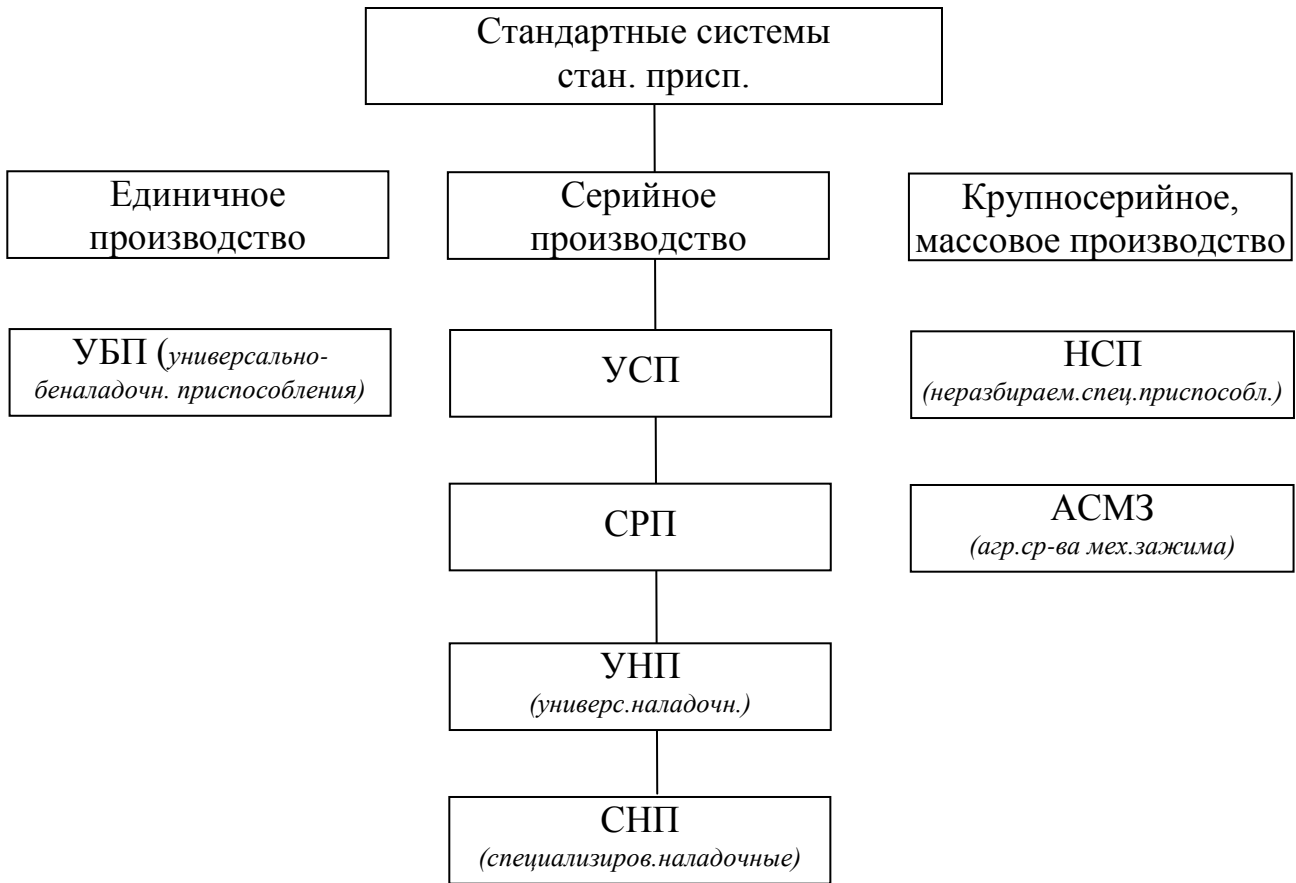 Стандартные системы
стан. присп.
Единичное
производство
Серийное
производство
Крупносерийное,
массовое производство
УБП (универсально-
беналадочн. приспособления)
УСП
НСП
(неразбираем.спец.приспособл.)
СРП
АСМЗ
(агр.ср-ва мех.зажима)
УНП
(универс.наладочн.)
СНП
(специализиров.наладочные)